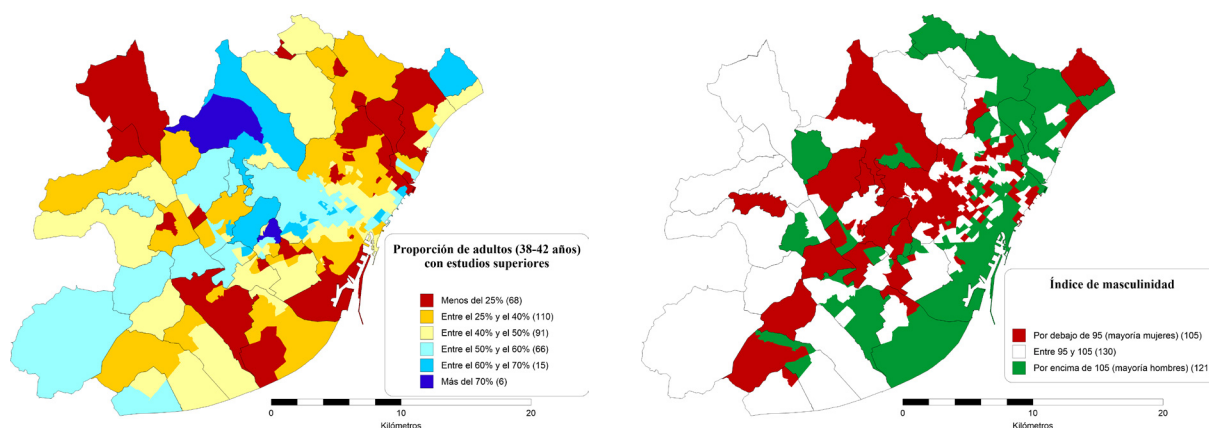 Proporción de adultos (38-42 años)
con estudios superiores
Menos del 25% (68)
Entre el 25% y el 40% (110)
Entre el 40% y el 50% (91)
Entre el 50% y el 60% (66)
Entre el 60% y el 70% (15)
Más del 70% (6)
0 10 20
Kilómetros
Índice de masculinidad
Por debajo de 95 (mayoría mujeres) (105)
Entre 95 y 105 (130)
Por encima de 105 (mayoría hombres) (121
0 10 20
Kilómetros